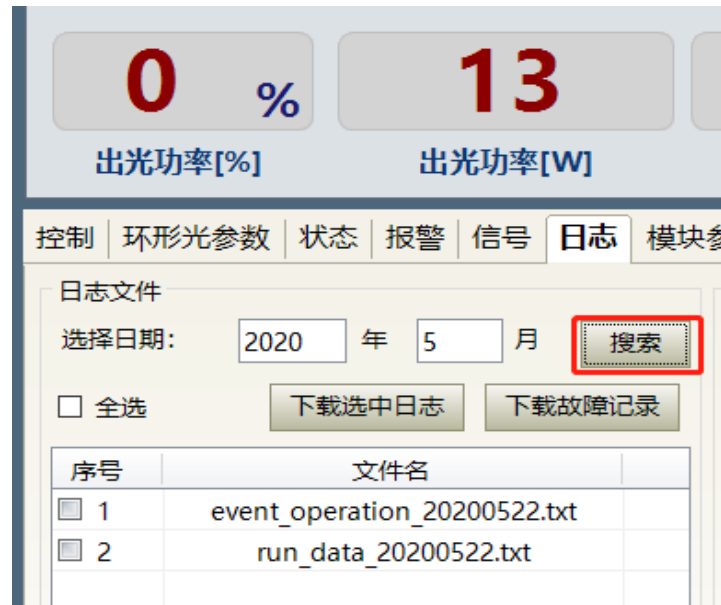 0 % 13
出光功率[%] 出光功率[W]
控制 环形光参数 状态 报警 信号 日志 模块参
日志文件
选择日期: 2020 年 5 月 搜索
全选 下载选中日志 下载故障记录
序号 文件名
1 event_operation_20200522.txt
2 run_data_20200522.txt